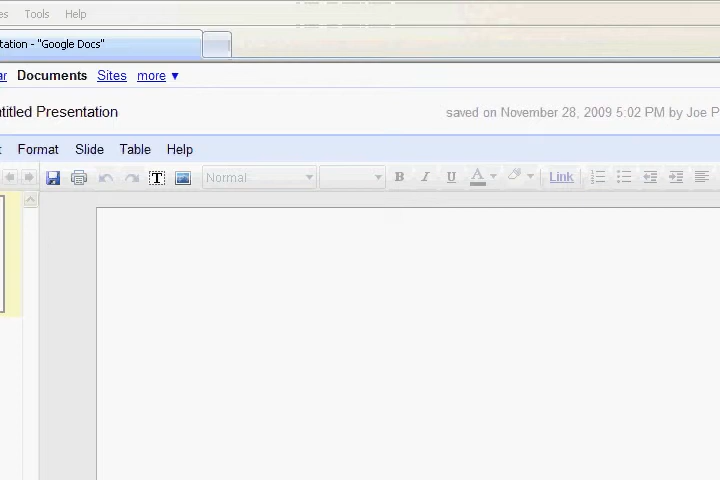 es Tools Help
tation - "Google Docs"
ar Documents Sites more ▼
ntitled Presentation saved on November 28, 2009 5:02 PM by Joe P
t Format Slide Table Help
T Normal B I U A Link